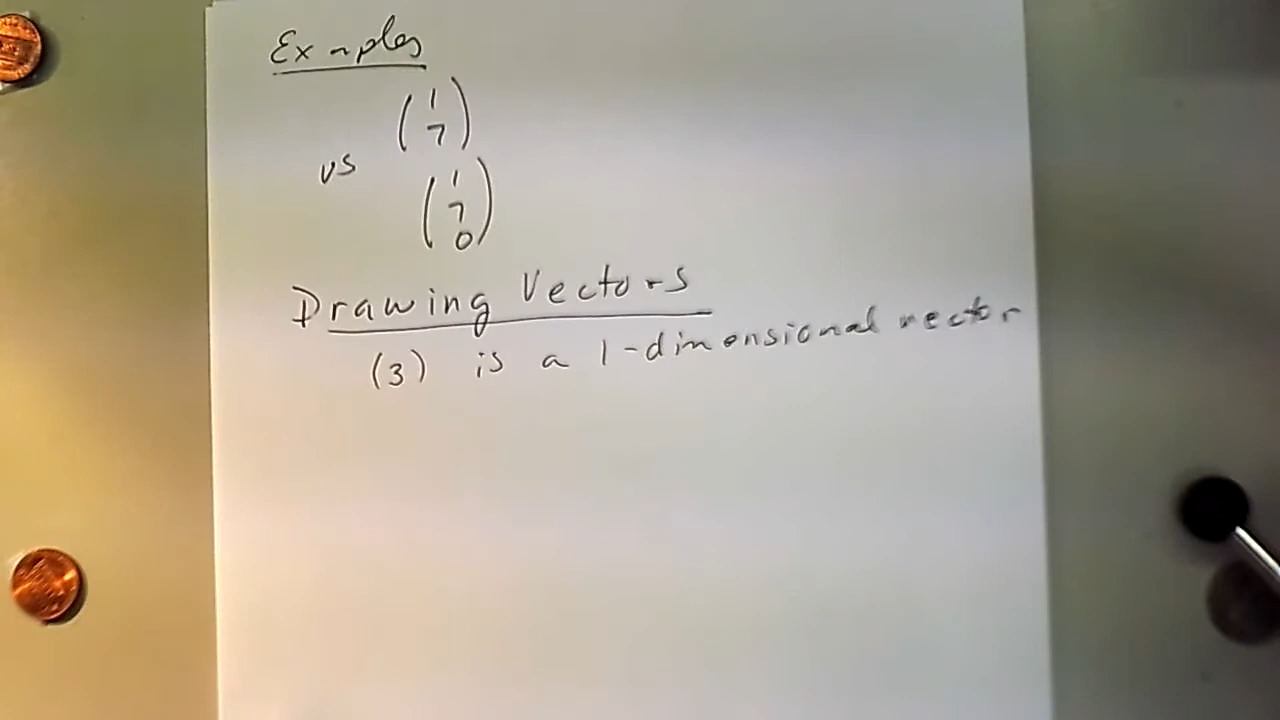 Examples
(1
7)
vs
(1
7
0)
Drawing Vectors
(3) is a 1-dimensional vector